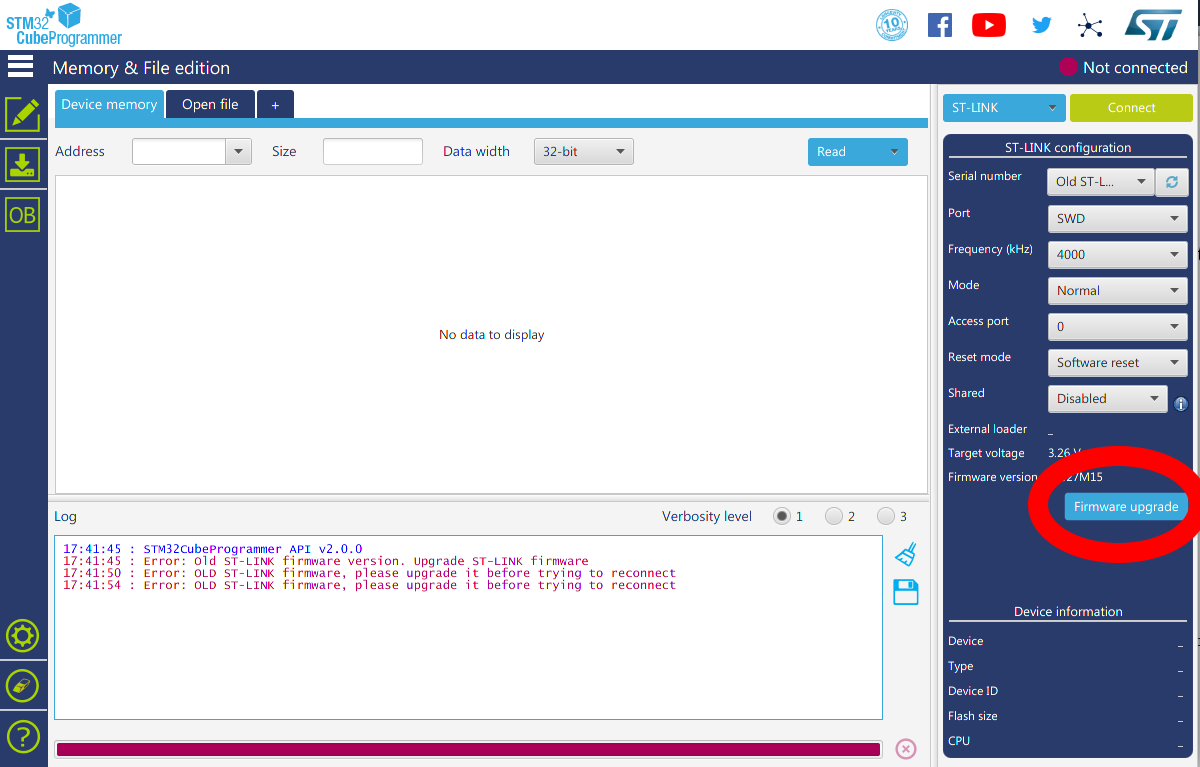 STM32
CubeProgrammer
10
Memory & File edition
Not connected
Device memory
Open file
+
Address
Size
Data width
32-bit
Read
No data to display
Log
Verbosity level
1
2
3
17:41:45 : STM32CubeProgrammer API v2.0.0
17:41:45 : Error: Old ST-LINK firmware version. Upgrade ST-LINK firmware
17:41:50 : Error: OLD ST-LINK firmware, please upgrade it before trying to reconnect
17:41:54 : Error: OLD ST-LINK firmware, please upgrade it before trying to reconnect
OB
?
ST-LINK
Connect
ST-LINK configuration
Serial number
Old ST-L...
Port
SWD
Frequency (kHz)
4000
Mode
Normal
Access port
0
Reset mode
Software reset
Shared
Disabled
External loader
_
Target voltage
3.26
Firmware version
Firmware upgrade
Device information
Device
_
Type
_
Device ID
_
Flash size
_
CPU
_